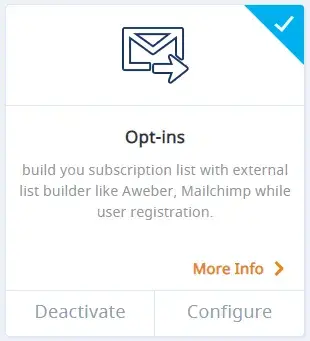 Opt-ins
build you subscription list with external
list builder like Aweber, Mailchimp while
user registration.
More Info
Deactivate Configure